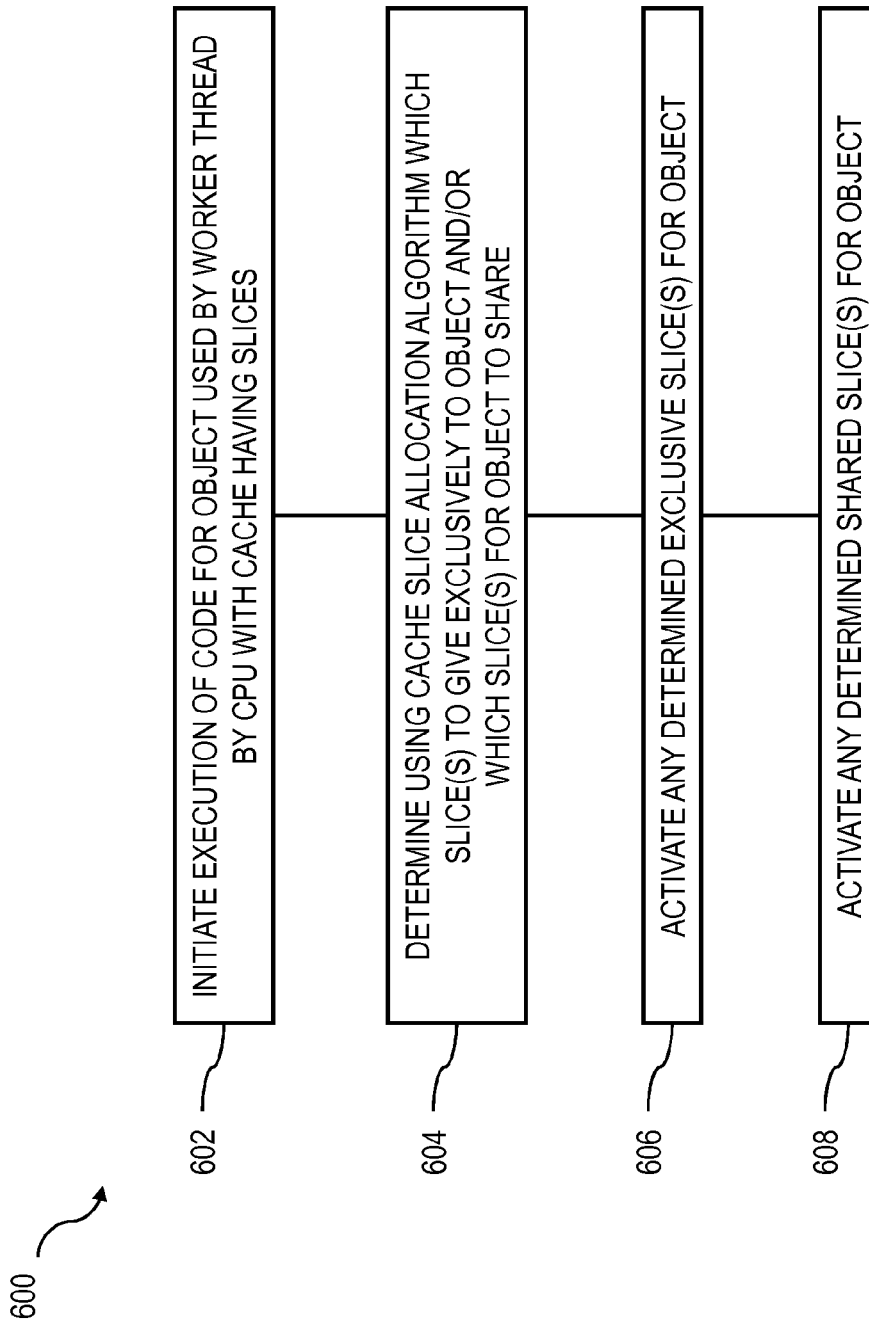 600
602
INITIATE EXECUTION OF CODE FOR OBJECT USED BY WORKER THREAD
BY CPU WITH CACHE HAVING SLICES
604
DETERMINE USING CACHE SLICE ALLOCATION ALGORITHM WHICH
SLICE(S) TO GIVE EXCLUSIVELY TO OBJECT AND/OR
WHICH SLICE(S) FOR OBJECT TO SHARE
606
ACTIVATE ANY DETERMINED EXCLUSIVE SLICE(S) FOR OBJECT
608
ACTIVATE ANY DETERMINED SHARED SLICE(S) FOR OBJECT